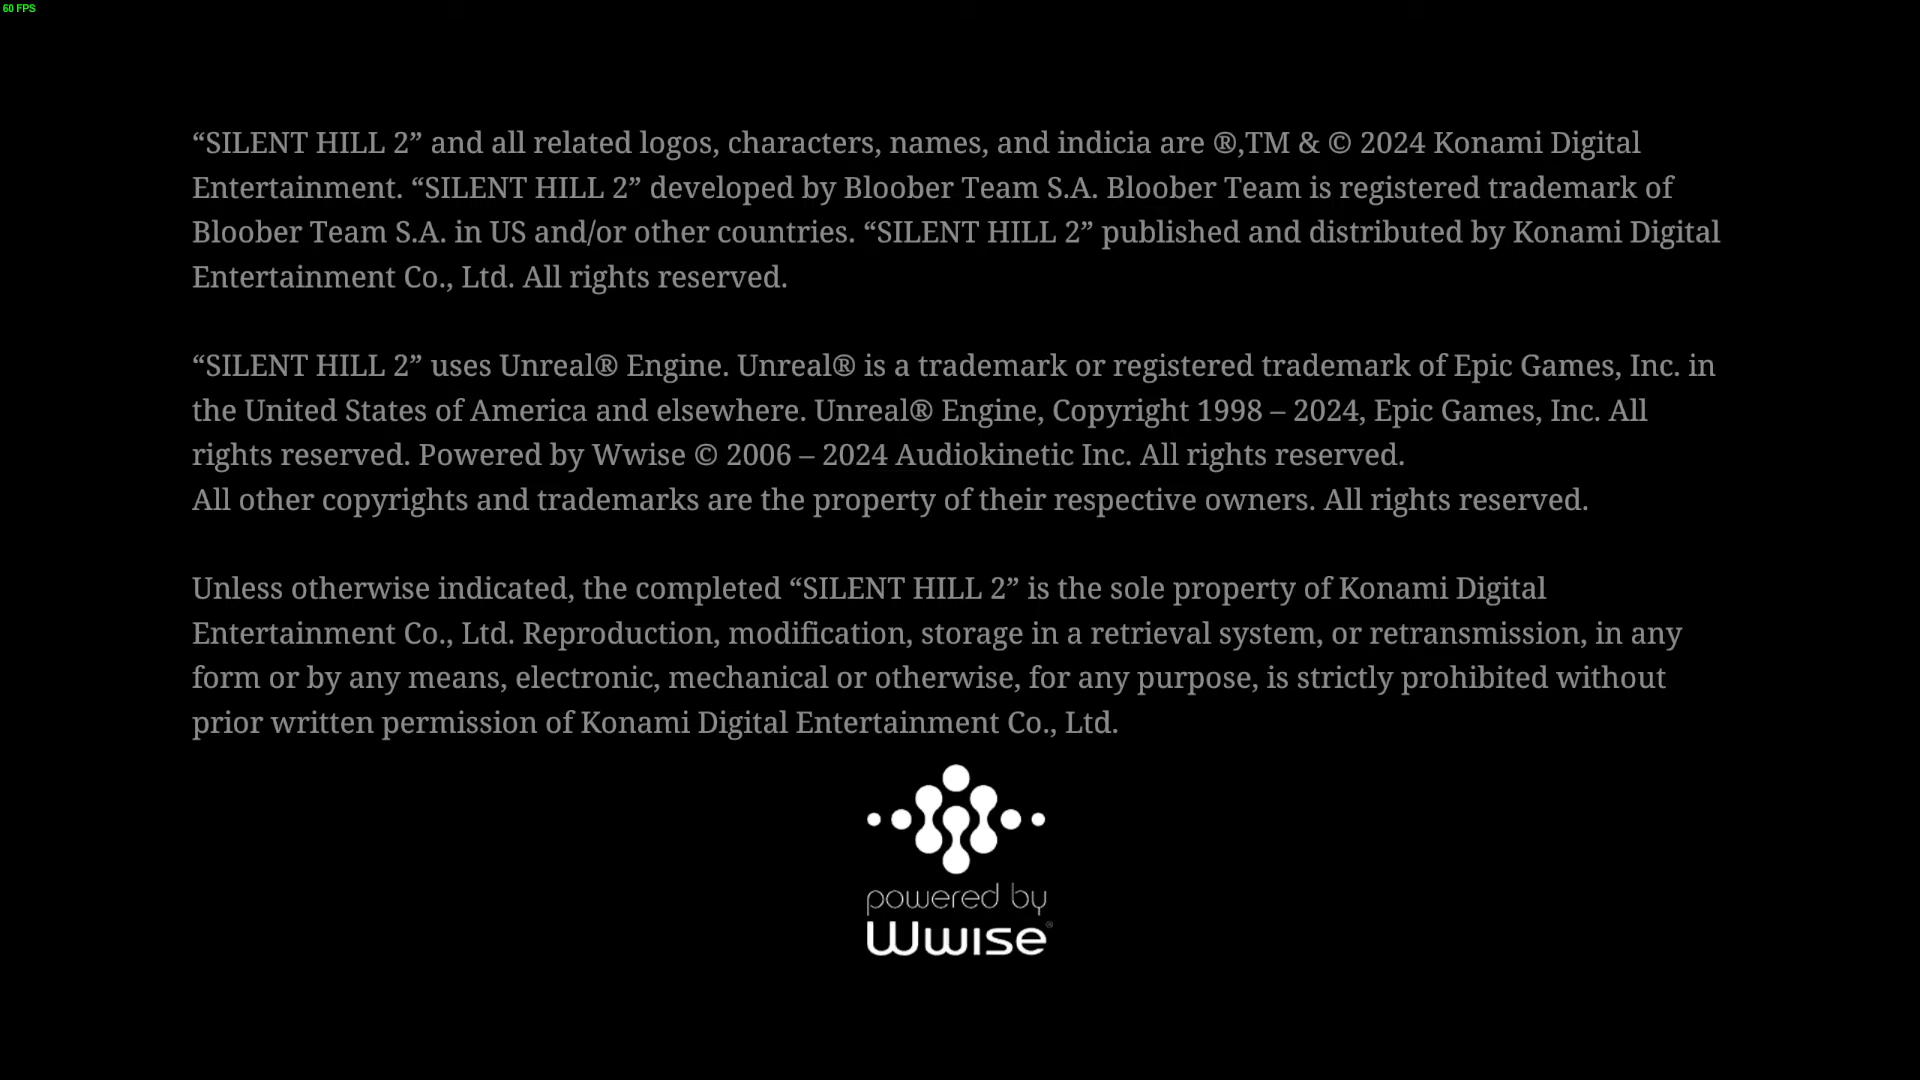 60 FPS
“SILENT HILL 2” and all related logos, characters, names, and indicia are ®,TM & © 2024 Konami Digital
Entertainment. “SILENT HILL 2” developed by Bloober Team S.A. Bloober Team is registered trademark of
Bloober Team S.A. in US and/or other countries. “SILENT HILL 2” published and distributed by Konami Digital
Entertainment Co., Ltd. All rights reserved.
“SILENT HILL 2” uses Unreal® Engine. Unreal® is a trademark or registered trademark of Epic Games, Inc. in
the United States of America and elsewhere. Unreal® Engine, Copyright 1998 – 2024, Epic Games, Inc. All
rights reserved. Powered by Wwise © 2006 – 2024 Audiokinetic Inc. All rights reserved.
All other copyrights and trademarks are the property of their respective owners. All rights reserved.
Unless otherwise indicated, the completed “SILENT HILL 2” is the sole property of Konami Digital
Entertainment Co., Ltd. Reproduction, modification, storage in a retrieval system, or retransmission, in any
form or by any means, electronic, mechanical or otherwise, for any purpose, is strictly prohibited without
prior written permission of Konami Digital Entertainment Co., Ltd.
powered by
Wwise®